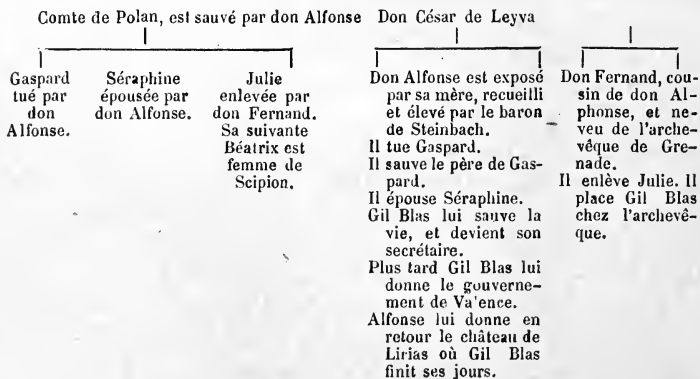 Comte de Polan, est sauvé par don Alfonse
Don César de Leyva
Gaspard
tué par
don
Alfonse.
Séraphine
épousée par
don Alfonse.
Julie
enlevée par
don Fernand.
Sa suivante
Béatrix est
femme de
Scipion.
Don Alfonse est exposé
par sa mère, recueilli
et élevé par le baron
de Steinbach.
Il tue Gaspard.
Il sauve le père de Gas-
pard.
Il épouse Séraphine.
Gil Blas lui sauve la
vie, et devient son
secrétaire.
Plus tard Gil Blas lui
donne le gouverne-
ment de Va'ence.
Alfonse lui donne en
retour le château de
Lirias où Gil Blas
finit ses jours.
Don Fernand, cou-
sin de don Al-
phonse, et ne-
veu de l'arche-
vêque de Gre-
nade.
Il enlève Julie. Il
place Gil Blas
chez l'archevê-
que.